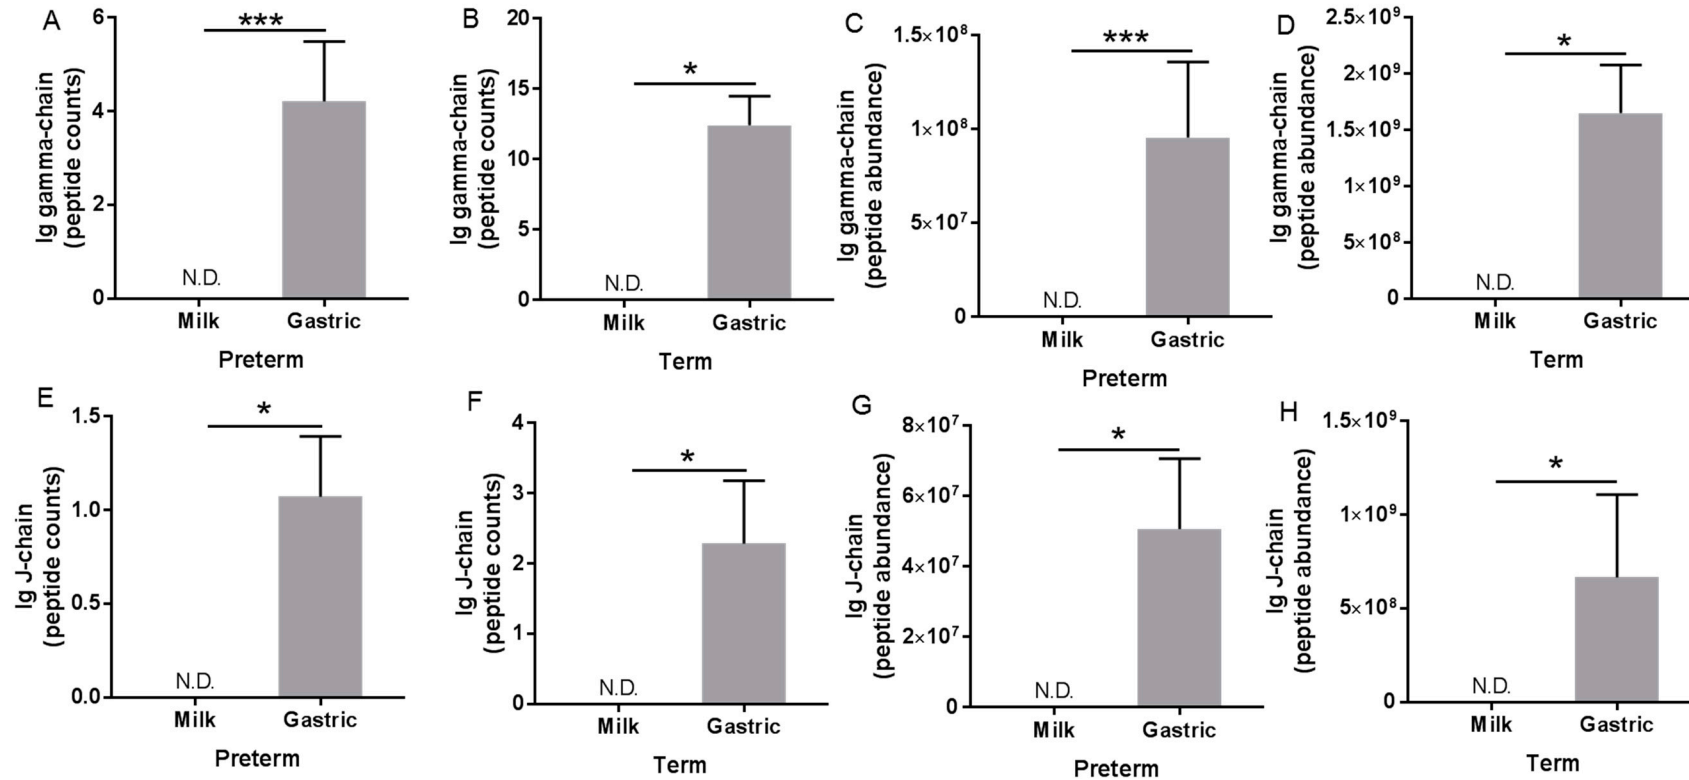 A
***
Ig gamma-chain
(peptide counts)
6
4
2
0
N.D.
Milk
Gastric
Preterm
B
*
Ig gamma-chain
(peptide counts)
20
15
10
5
0
N.D.
Milk
Gastric
Term
C
***
Ig gamma-chain
(peptide abundance)
1.5×10⁸
1×10⁸
5×10⁷
0
N.D.
Milk
Gastric
Preterm
D
*
Ig gamma-chain
(peptide abundance)
2.5×10⁹
2×10⁹
1.5×10⁹
1×10⁹
5×10⁸
0
N.D.
Milk
Gastric
Term
E
*
Ig J-chain
(peptide counts)
1.5
1.0
0.5
0.0
N.D.
Milk
Gastric
Preterm
F
*
Ig J-chain
(peptide counts)
4
3
2
1
0
N.D.
Milk
Gastric
Term
G
*
Ig J-chain
(peptide abundance)
8×10⁷
6×10⁷
4×10⁷
2×10⁷
0
N.D.
Milk
Gastric
Preterm
H
*
Ig J-chain
(peptide abundance)
1.5×10⁹
1×10⁹
5×10⁸
0
N.D.
Milk
Gastric
Term